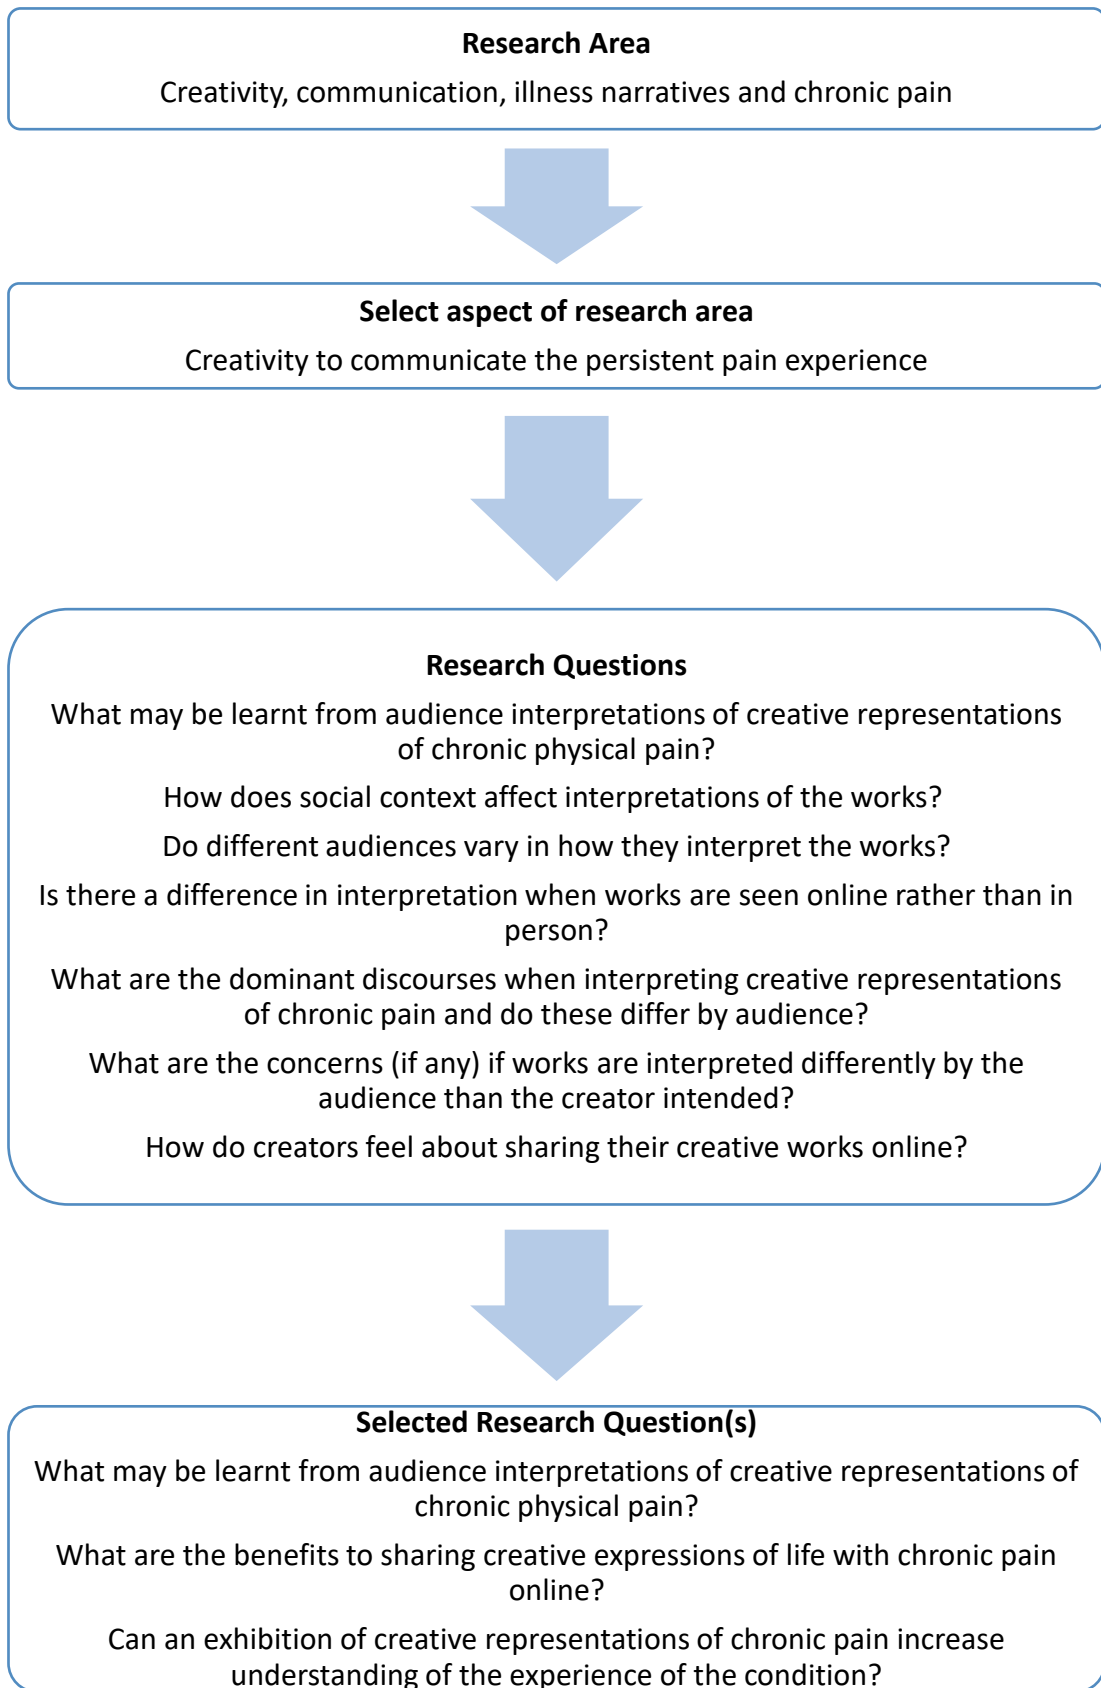 Research Area
Creativity, communication, illness narratives and chronic pain
Select aspect of research area
Creativity to communicate the persistent pain experience
Research Questions
What may be learnt from audience interpretations of creative representations
of chronic physical pain?
How does social context affect interpretations of the works?
Do different audiences vary in how they interpret the works?
Is there a difference in interpretation when works are seen online rather than in
person?
What are the dominant discourses when interpreting creative representations
of chronic pain and do these differ by audience?
What are the concerns (if any) if works are interpreted differently by the
audience than the creator intended?
How do creators feel about sharing their creative works online?
Selected Research Question(s)
What may be learnt from audience interpretations of creative representations of
chronic physical pain?
What are the benefits to sharing creative expressions of life with chronic pain
online?
Can an exhibition of creative representations of chronic pain increase
understanding of the experience of the condition?